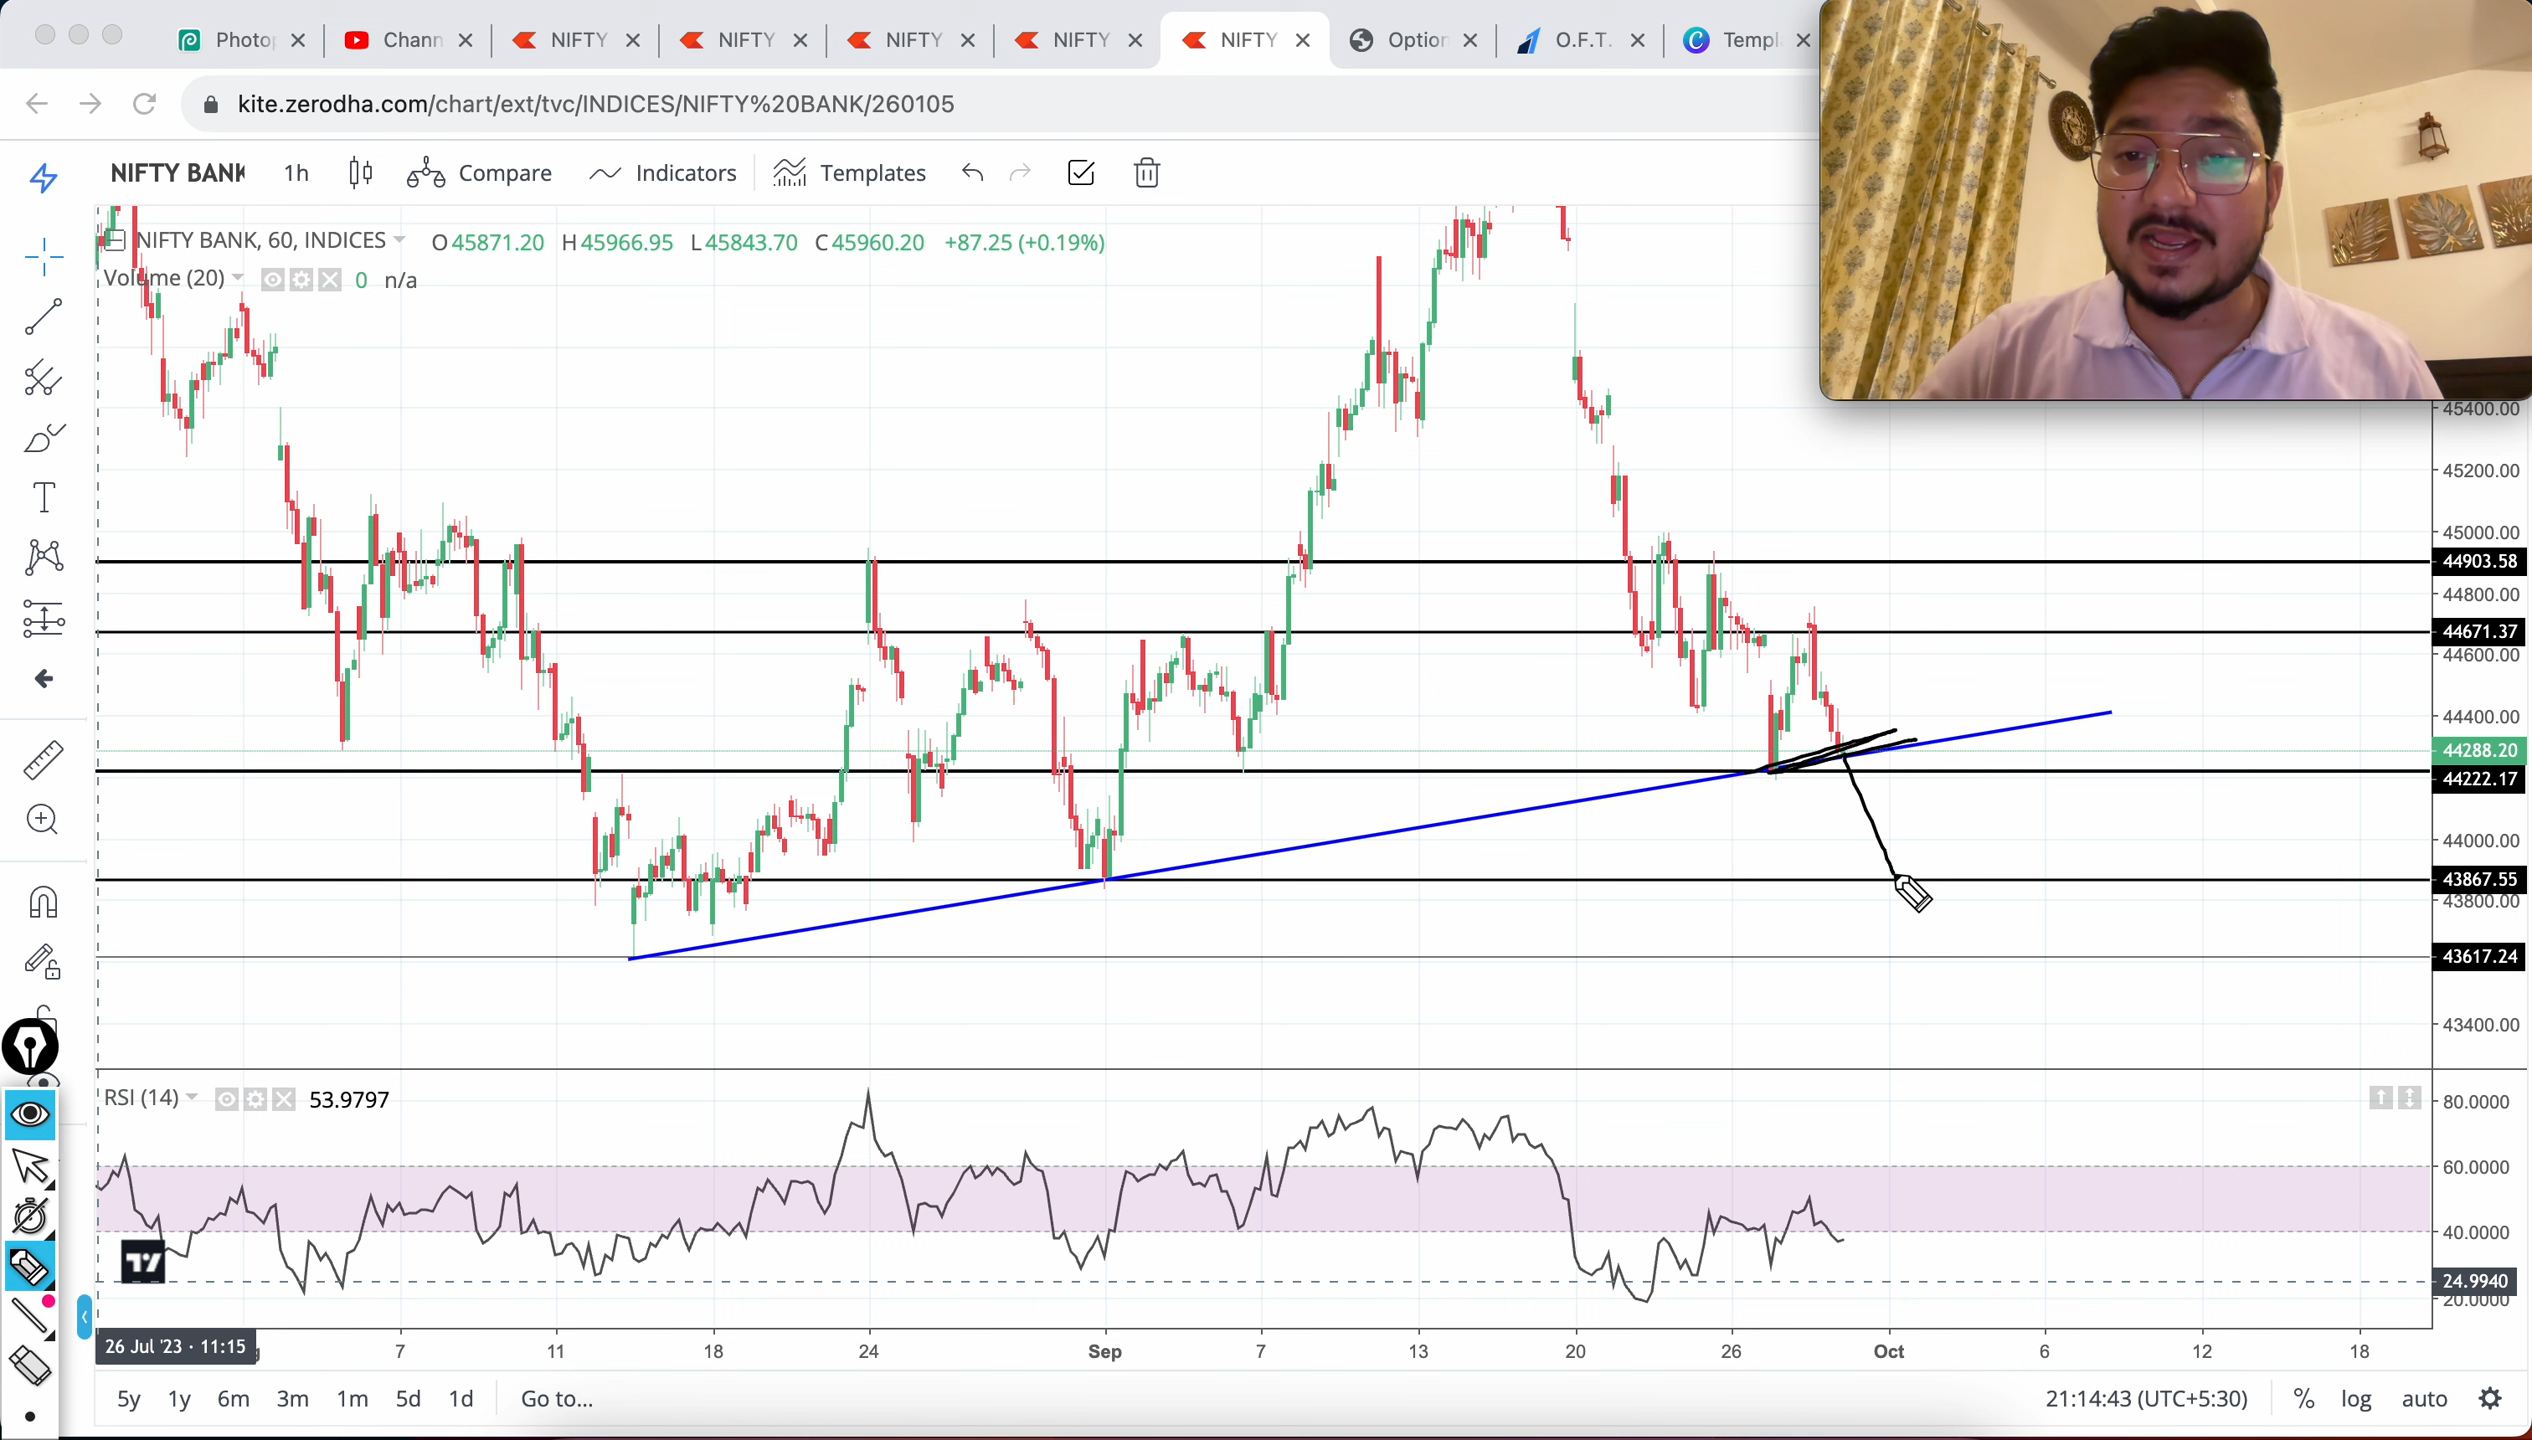 Photop
Chann
NIFTY
NIFTY
NIFTY
NIFTY
NIFTY
Option
O.F.T.
Templ
kite.zerodha.com/chart/ext/tvc/INDICES/NIFTY%20BANK/260105
NIFTY BANK
1h
Compare
Indicators
Templates
NIFTY BANK, 60, INDICES
O45871.20 H45966.95 L45843.70 C45960.20 +87.25 (+0.19%)
Volume (20)
0 n/a
45400.00
45200.00
45000.00
44903.58
44800.00
44671.37
44600.00
44400.00
44288.20
44222.17
44000.00
43867.55
43800.00
43617.24
43400.00
RSI (14)
53.9797
80.0000
60.0000
40.0000
24.9940
20.0000
26 Jul '23 · 11:15
7 11 18 24 Sep 7 13 20 26 Oct 6 12 18
5y 1y 6m 3m 1m 5d 1d Go to...
21:14:43 (UTC+5:30) % log auto